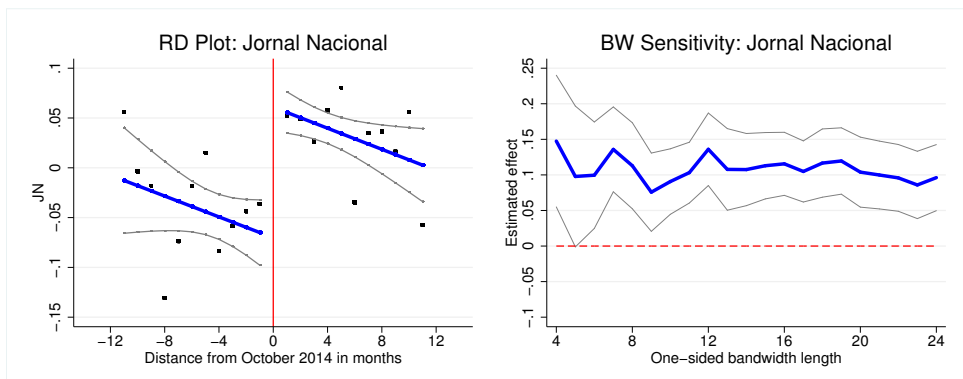 RD Plot: Jornal Nacional
.1
.05
0
−.05
−.1
−.15
JN
−12 −8 −4 0 4 8 12
Distance from October 2014 in months
BW Sensitivity: Jornal Nacional
.25
.2
.15
.1
.05
0
−.05
−.1
Estimated effect
4 8 12 16 20 24
One−sided bandwidth length